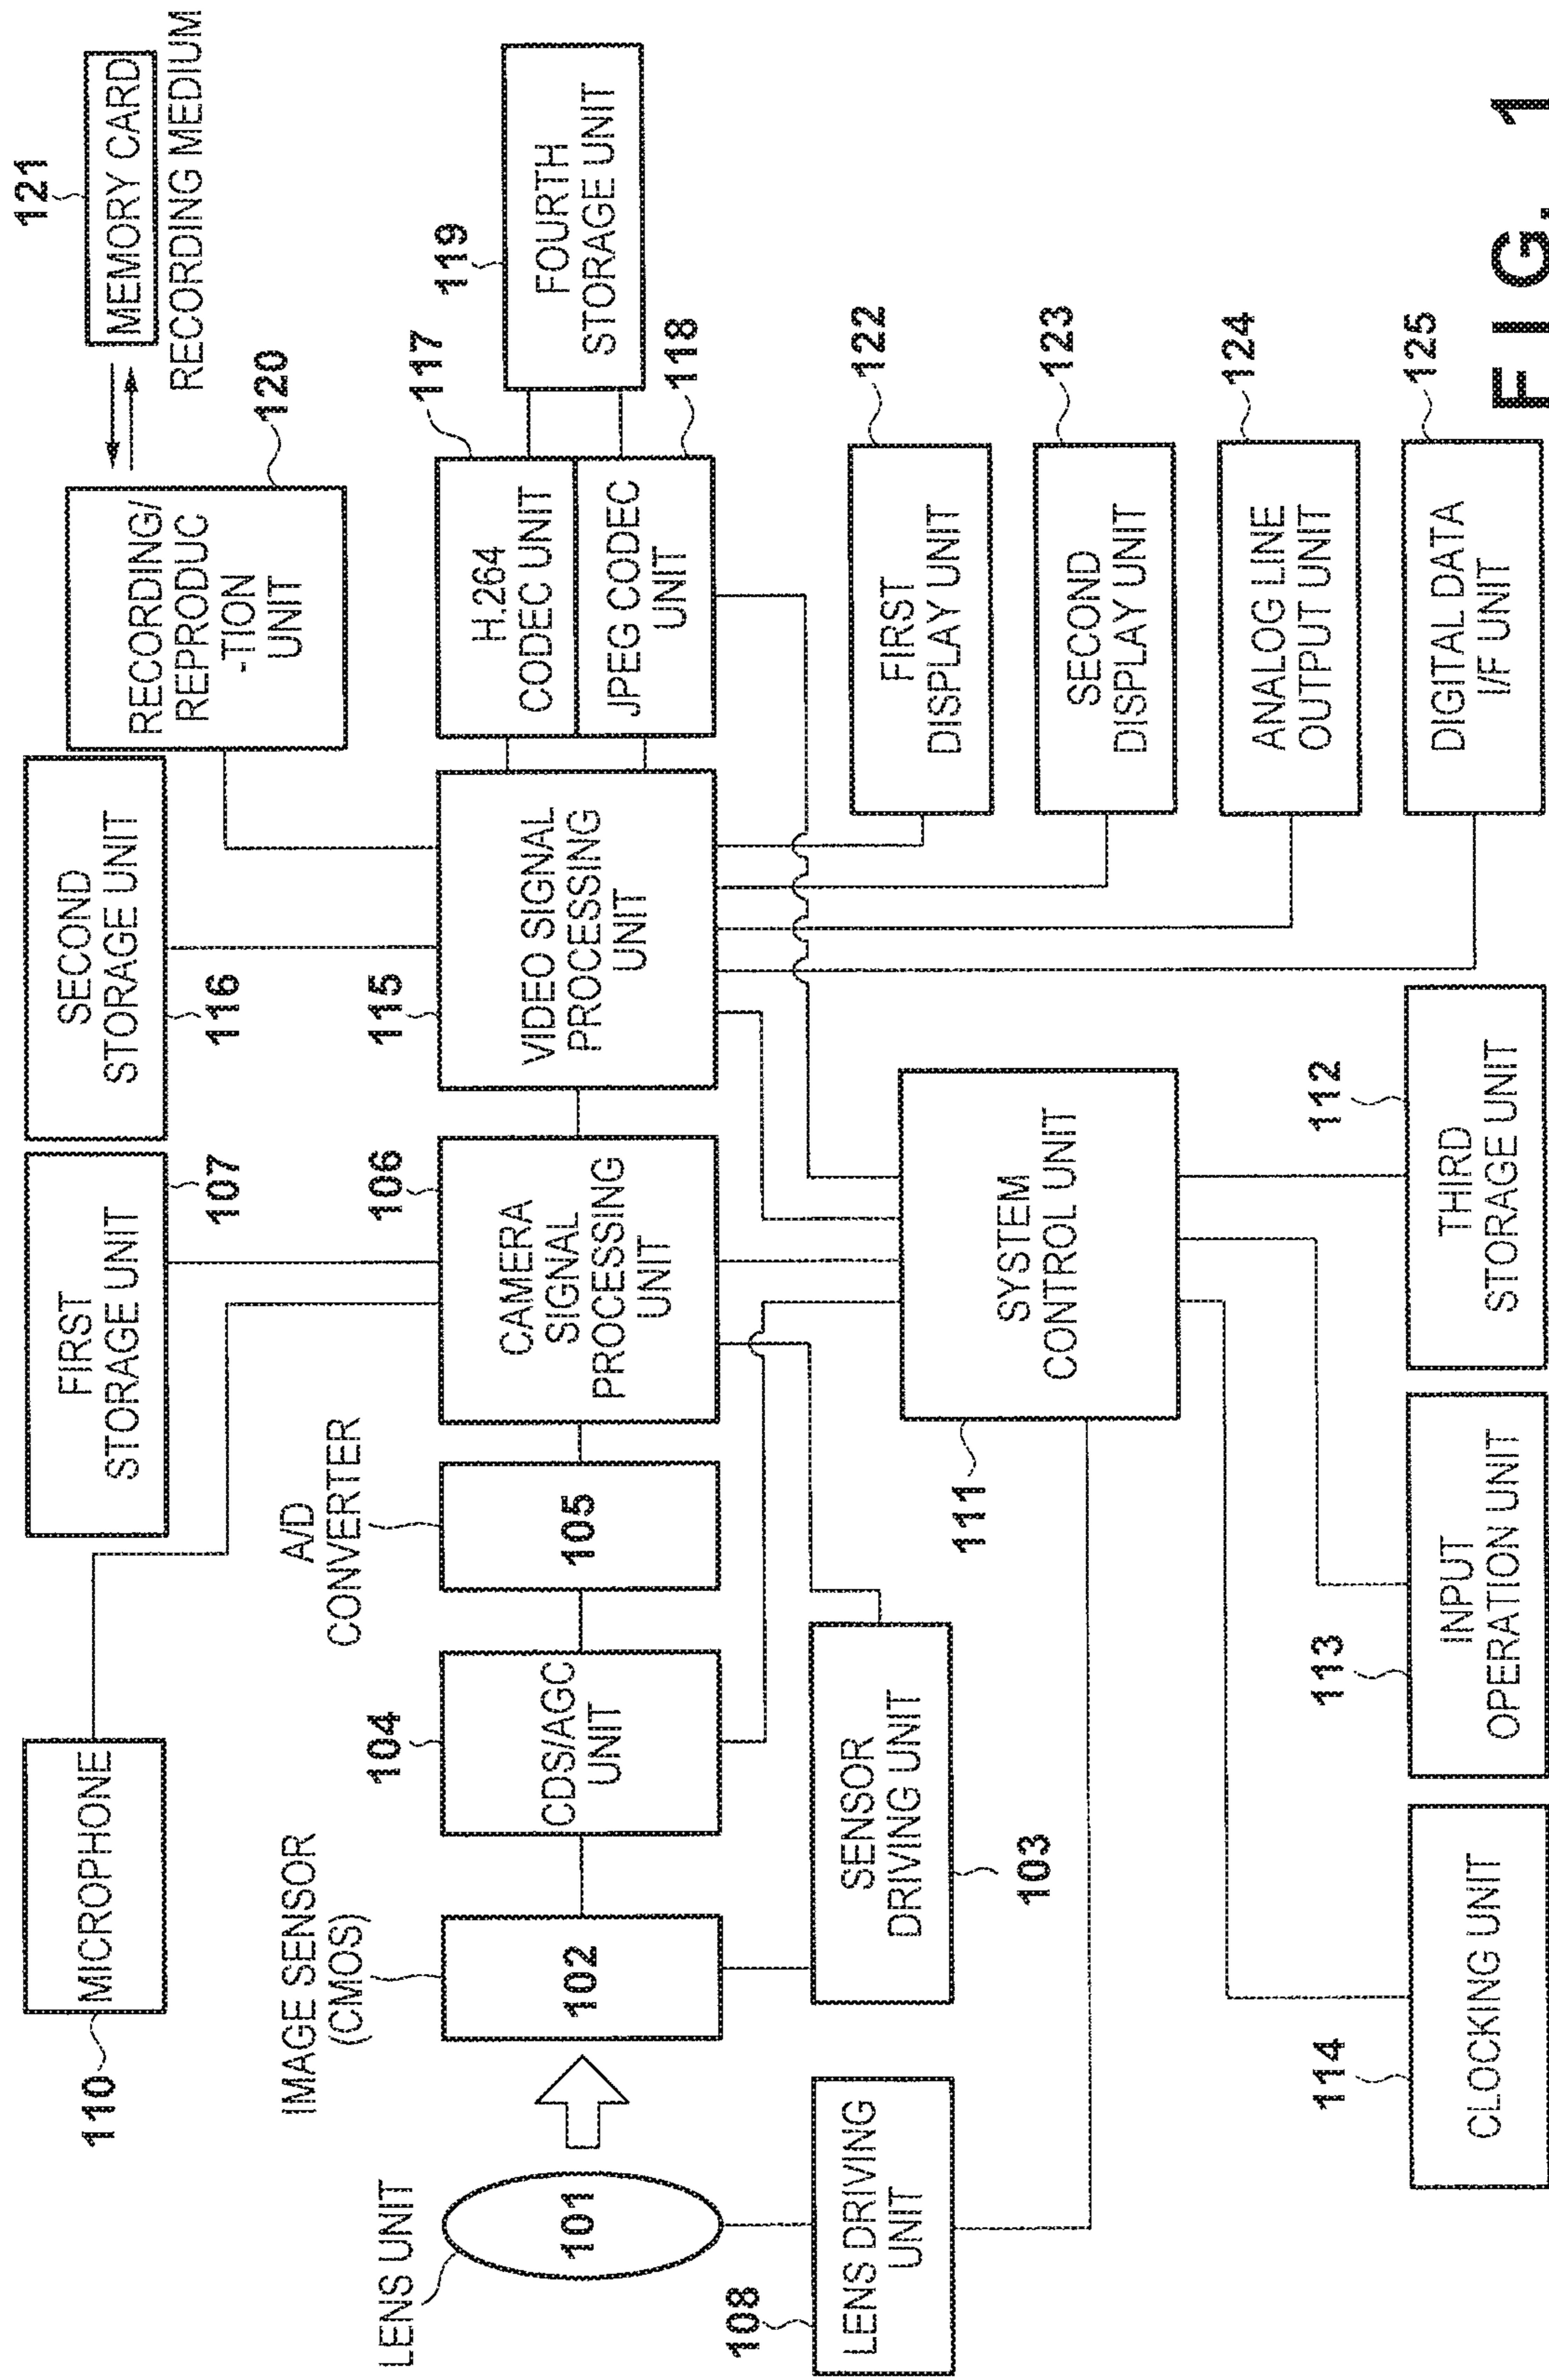 121
MEMORY CARD
RECORDING MEDIUM
MICROPHONE
110
FIRST
STORAGE UNIT
107
SECOND
STORAGE UNIT
116
RECORDING/
REPRODUC
-TION
UNIT
120
LENS UNIT
101
IMAGE SENSOR
(CMOS)
102
104
CDS/AGC
UNIT
A/D
CONVERTER
105
106
CAMERA
SIGNAL
PROCESSING
UNIT
115
VIDEO SIGNAL
PROCESSING
UNIT
117
H.264
CODEC UNIT
JPEG CODEC
UNIT
118
119
FOURTH
STORAGE UNIT
108
LENS DRIVING
UNIT
SENSOR
DRIVING UNIT
103
111
SYSTEM
CONTROL UNIT
FIRST
DISPLAY UNIT
122
SECOND
DISPLAY UNIT
123
ANALOG LINE
OUTPUT UNIT
124
DIGITAL DATA
I/F UNIT
125
114
CLOCKING UNIT
113
INPUT
OPERATION UNIT
112
THIRD
STORAGE UNIT
FIG. 1